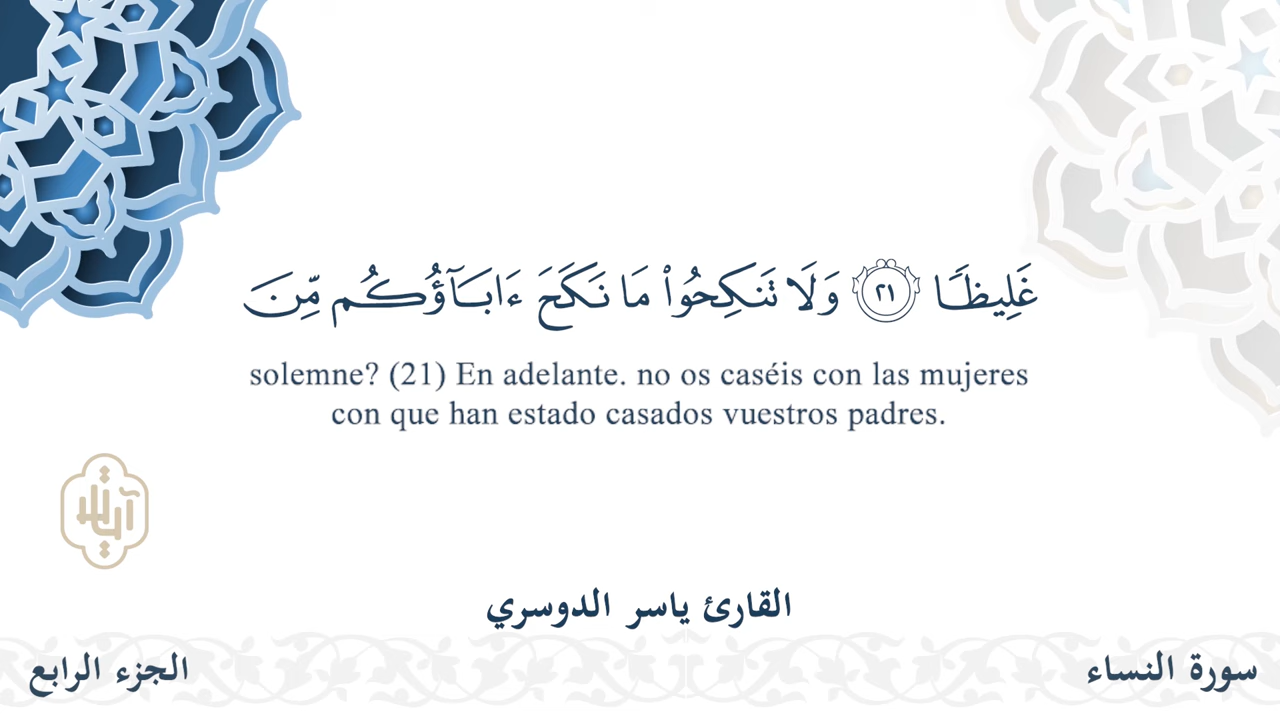 غَلِيظًا ٢١ وَلَا تَنكِحُوا۟ مَا نَكَحَ ءَابَآؤُكُم مِّنَ
solemne? (21) En adelante. no os caséis con las mujeres
con que han estado casados vuestros padres.
القارئ ياسر الدوسري
سورة النساء
الجزء الرابع